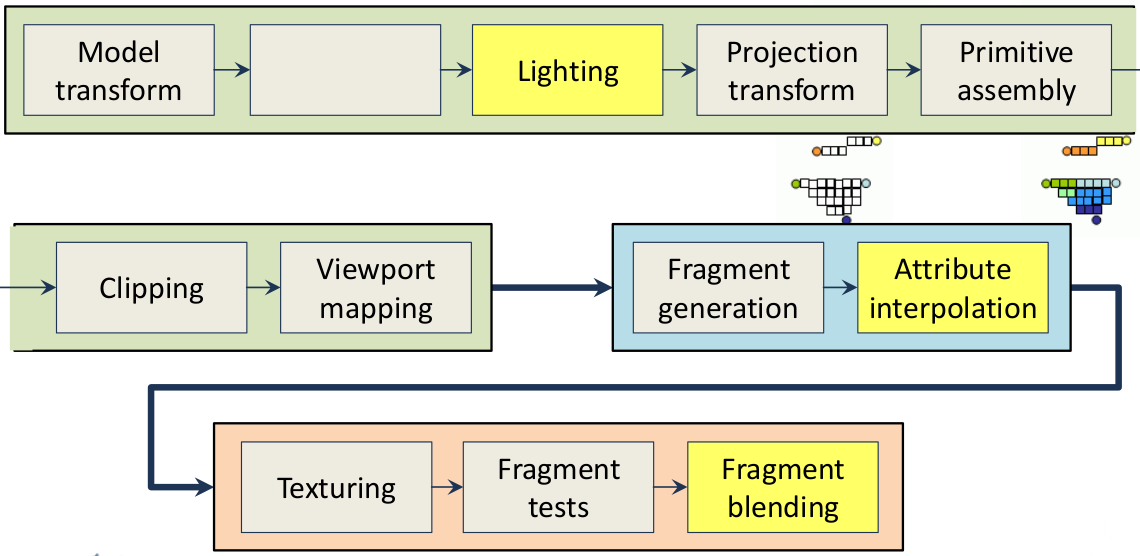 Model
transform
Lighting
Projection
transform
Primitive
assembly
Clipping
Viewport
mapping
Fragment
generation
Attribute
interpolation
Texturing
Fragment
tests
Fragment
blending